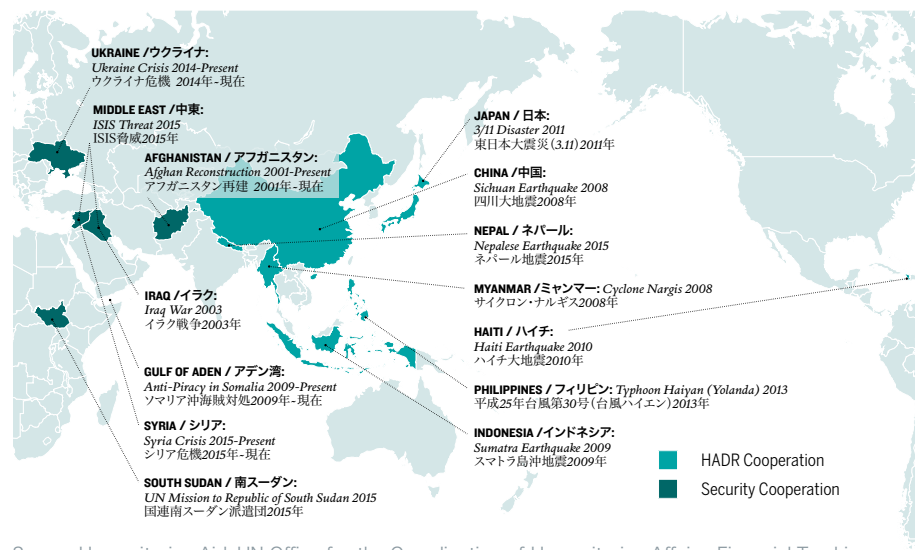 UKRAINE /ウクライナ:
Ukraine Crisis 2014-Present
ウクライナ危機 2014年-現在
MIDDLE EAST /中東:
ISIS Threat 2015
ISIS脅威2015年
AFGHANISTAN / アフガニスタン:
Afghan Reconstruction 2001-Present
アフガニスタン再建 2001年-現在
IRAQ /イラク:
Iraq War 2003
イラク戦争2003年
GULF OF ADEN / アデン湾:
Anti-Piracy in Somalia 2009-Present
ソマリア沖海賊対処2009年-現在
SYRIA / シリア:
Syria Crisis 2015-Present
シリア危機2015年-現在
SOUTH SUDAN / 南スーダン:
UN Mission to Republic of South Sudan 2015
国連南スーダン派遣団2015年
JAPAN / 日本:
3/11 Disaster 2011
東日本大震災(3.11)2011年
CHINA / 中国:
Sichuan Earthquake 2008
四川大地震2008年
NEPAL / ネパール:
Nepalese Earthquake 2015
ネパール地震2015年
MYANMAR /ミャンマー: Cyclone Nargis 2008
サイクロン・ナルギス2008年
HAITI / ハイチ:
Haiti Earthquake 2010
ハイチ大地震2010年
PHILIPPINES / フィリピン: Typhoon Haiyan (Yolanda) 2013
平成25年台風第30号(台風ハイエン)2013年
INDONESIA /インドネシア:
Sumatra Earthquake 2009
スマトラ島沖地震2009年
HADR Cooperation
Security Cooperation